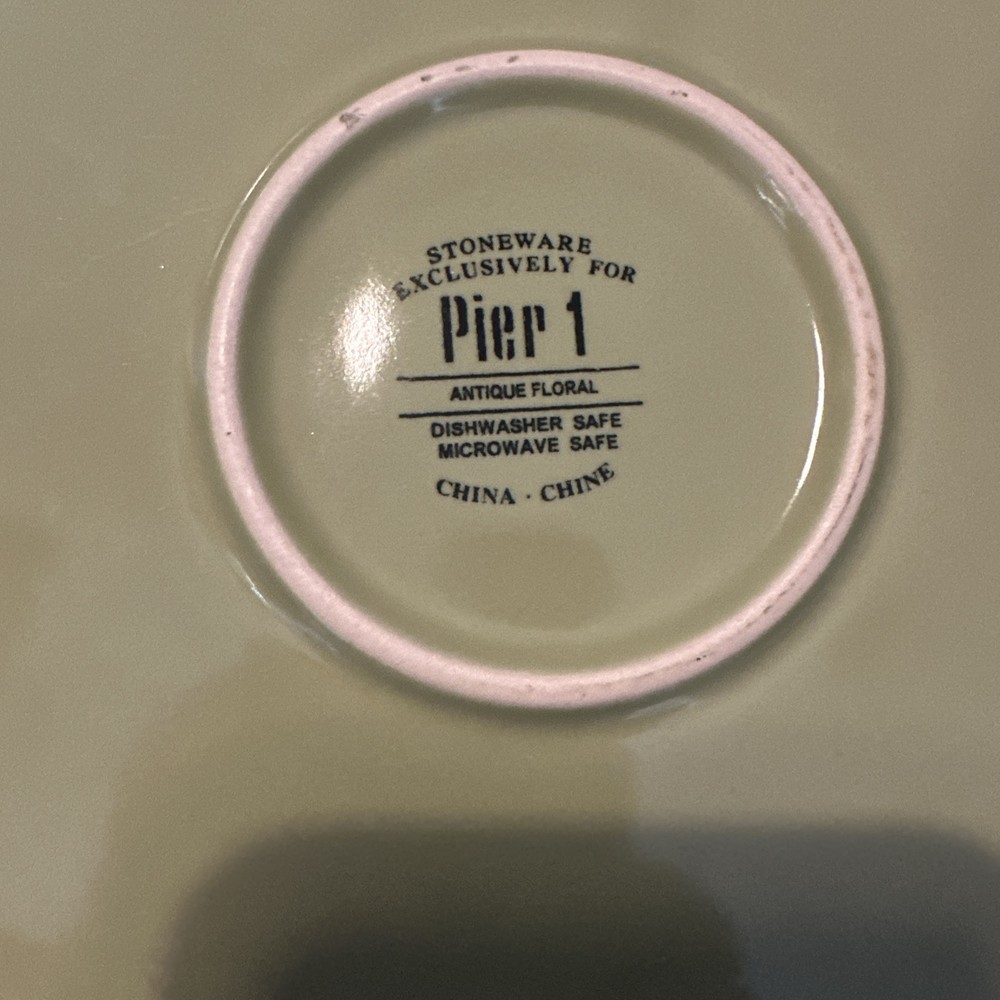 STONEWARE
EXCLUSIVELY FOR
Pier 1
ANTIQUE FLORAL
DISHWASHER SAFE
MICROWAVE SAFE
CHINA · CHINE